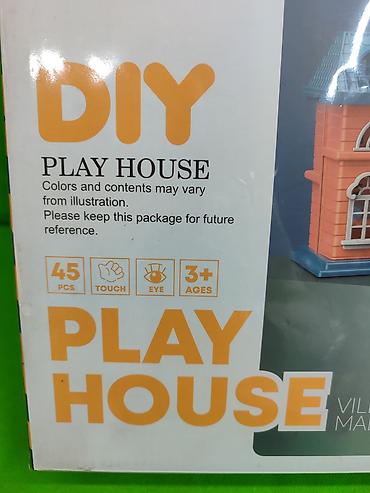 DIY
PLAY HOUSE
Colors and contents may vary
from illustration.
Please keep this package for future
reference.
45 PCS TOUCH EYE 3+ AGES
PLAY
HOUSE